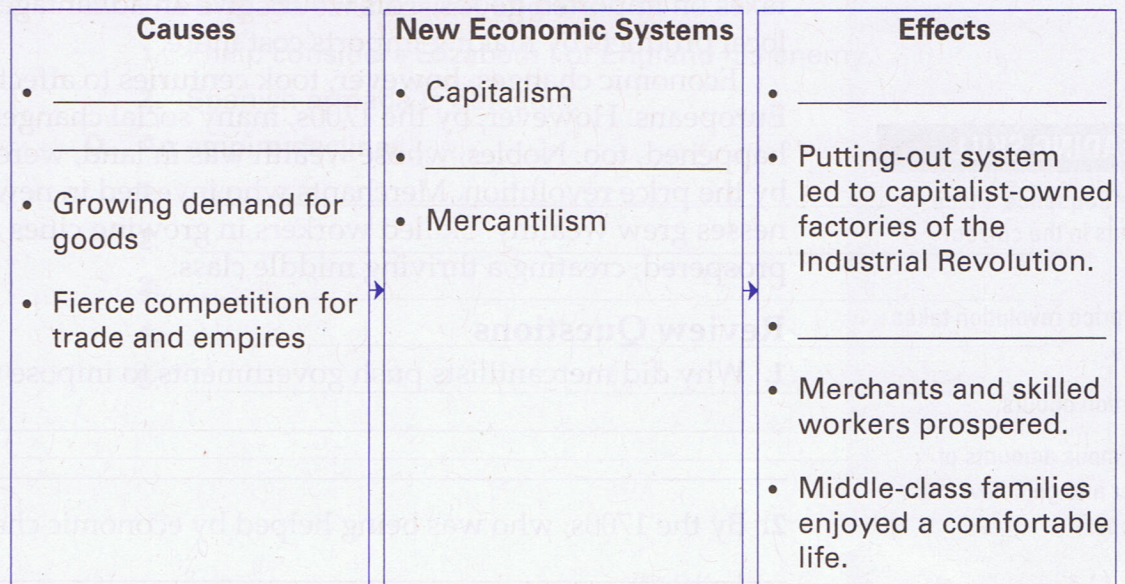 Causes
• Growing demand for
goods
• Fierce competition for
trade and empires
New Economic Systems
• Capitalism
•
• Mercantilism
Effects
•
• Putting-out system
led to capitalist-owned
factories of the
Industrial Revolution.
•
• Merchants and skilled
workers prospered.
• Middle-class families
enjoyed a comfortable
life.